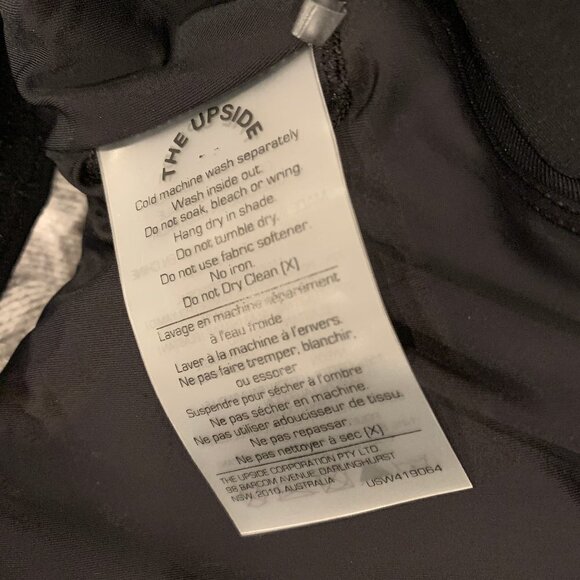 THE UPSIDE
Cold machine wash separately
Wash inside out.
Do not soak, bleach or wring
Hang dry in shade.
Do not tumble dry.
Do not use fabric softener.
No iron.
Do not Dry Clean [X]
Lavage en machine séparément
à l'eau froide
Laver à la machine à l'envers.
Ne pas faire tremper, blanchir,
ou essorer
Suspendre pour sécher à l'ombre
Ne pas sécher en machine.
Ne pas utiliser adoucisseur de tissu.
Ne pas repasser.
Ne pas nettoyer à sec [X]
THE UPSIDE CORPORATION PTY LTD
98 BARCOM AVENUE DARLINGHURST
NSW, 2010, AUSTRALIA
USW419064